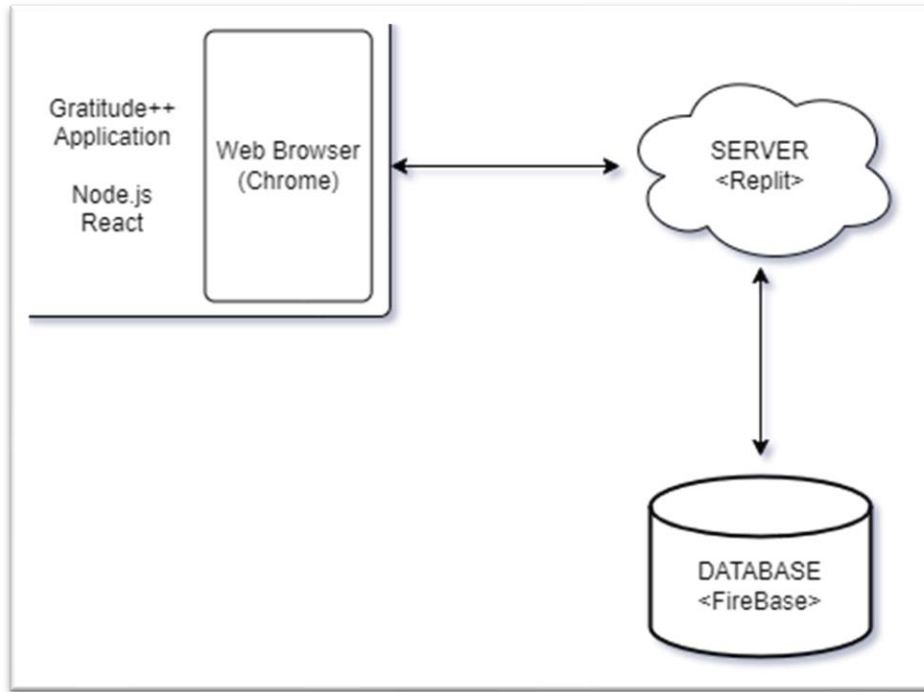 Gratitude++
Application
Node.js
React
Web Browser
(Chrome)
SERVER
<Replit>
DATABASE
<FireBase>